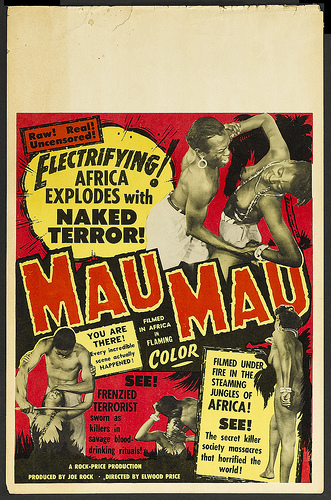 Raw! Real!
Uncensored!
ELECTRIFYING!
AFRICA
EXPLODES with
NAKED
TERROR!
MAU MAU
FILMED
IN AFRICA
IN
FLAMING
COLOR
YOU ARE
THERE!
Every incredible
scene actually
HAPPENED!
SEE!
FRENZIED
TERRORIST
sworn as
killers in
savage blood-
drinking rituals!
FILMED UNDER
FIRE IN THE
STEAMING
JUNGLES OF
AFRICA!
SEE!
The secret killer
society massacres
that horrified the
world!
A ROCK-PRICE PRODUCTION
PRODUCED BY JOE ROCK · DIRECTED BY ELWOOD PRICE